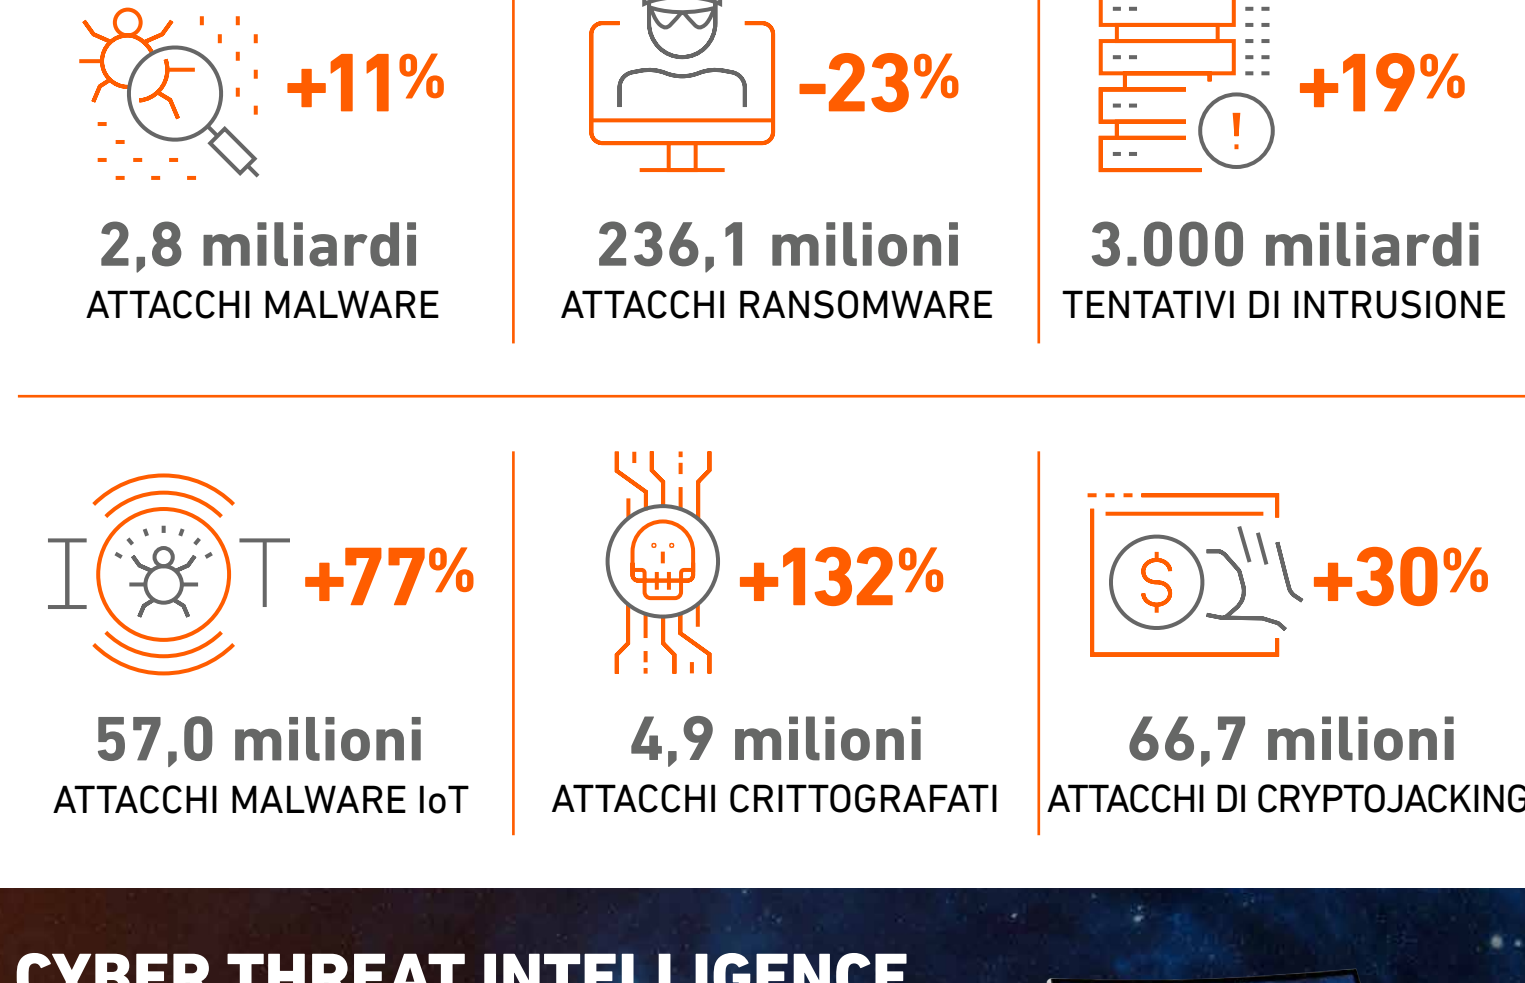 +11%
2,8 miliardi
ATTACCHI MALWARE
-23%
236,1 milioni
ATTACCHI RANSOMWARE
+19%
!
3.000 miliardi
TENTATIVI DI INTRUSIONE
+77%
57,0 milioni
ATTACCHI MALWARE IoT
+132%
4,9 milioni
ATTACCHI CRITTOGRAFATI
$
+30%
66,7 milioni
ATTACCHI DI CRYPTOJACKING
CYBER THREAT INTELLIGENCE